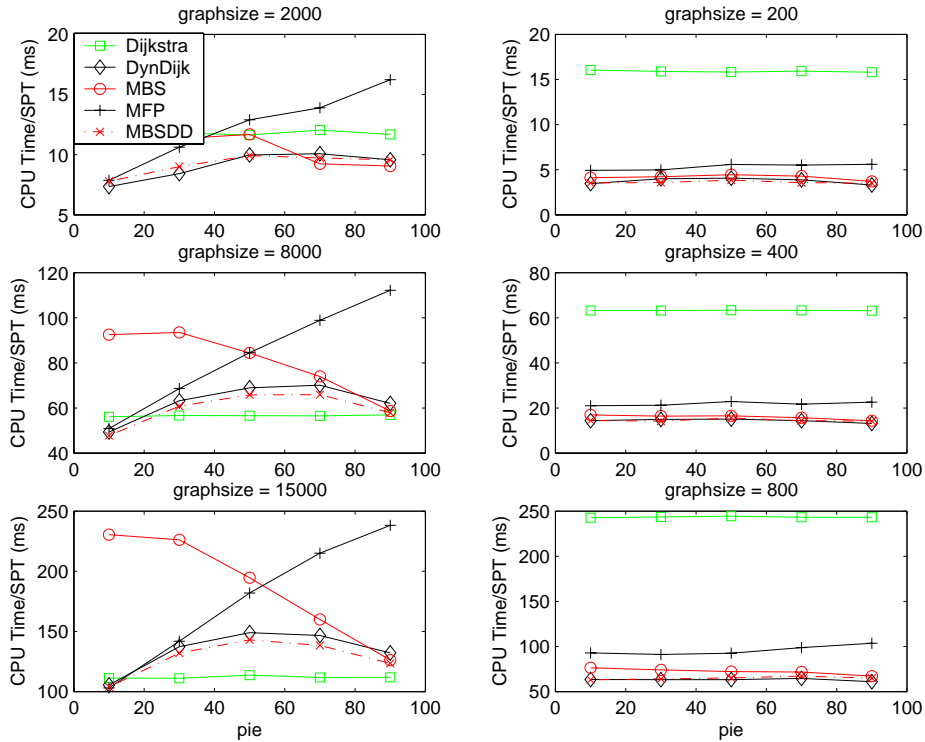 graphsize = 2000
20
15
10
5
0 20 40 60 80 100
CPU Time/SPT (ms)
Dijkstra
DynDijk
MBS
MFP
MBSDD
graphsize = 200
20
15
10
5
0
0 20 40 60 80 100
CPU Time/SPT (ms)
graphsize = 8000
120
100
80
60
40
0 20 40 60 80 100
CPU Time/SPT (ms)
graphsize = 400
80
60
40
20
0
0 20 40 60 80 100
CPU Time/SPT (ms)
graphsize = 15000
250
200
150
100
0 20 40 60 80 100
CPU Time/SPT (ms)
pie
graphsize = 800
250
200
150
100
50
0 20 40 60 80 100
CPU Time/SPT (ms)
pie